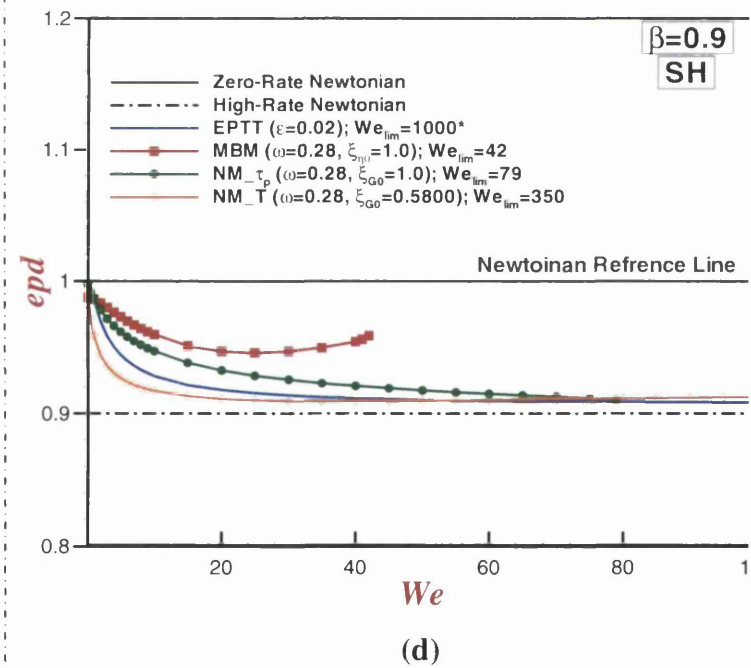 1.2
β=0.9
SH
Zero-Rate Newtonian
High-Rate Newtonian
EPTT (ε=0.02); We_lim=1000*
MBM (ω=0.28, ξ_η0=1.0); We_lim=42
NM_τ_p (ω=0.28, ξ_G0=1.0); We_lim=79
NM_T (ω=0.28, ξ_G0=0.5800); We_lim=350
1.1
epd
1
Newtoinan Refrence Line
0.9
0.8
20
40
60
80
1
We
(d)